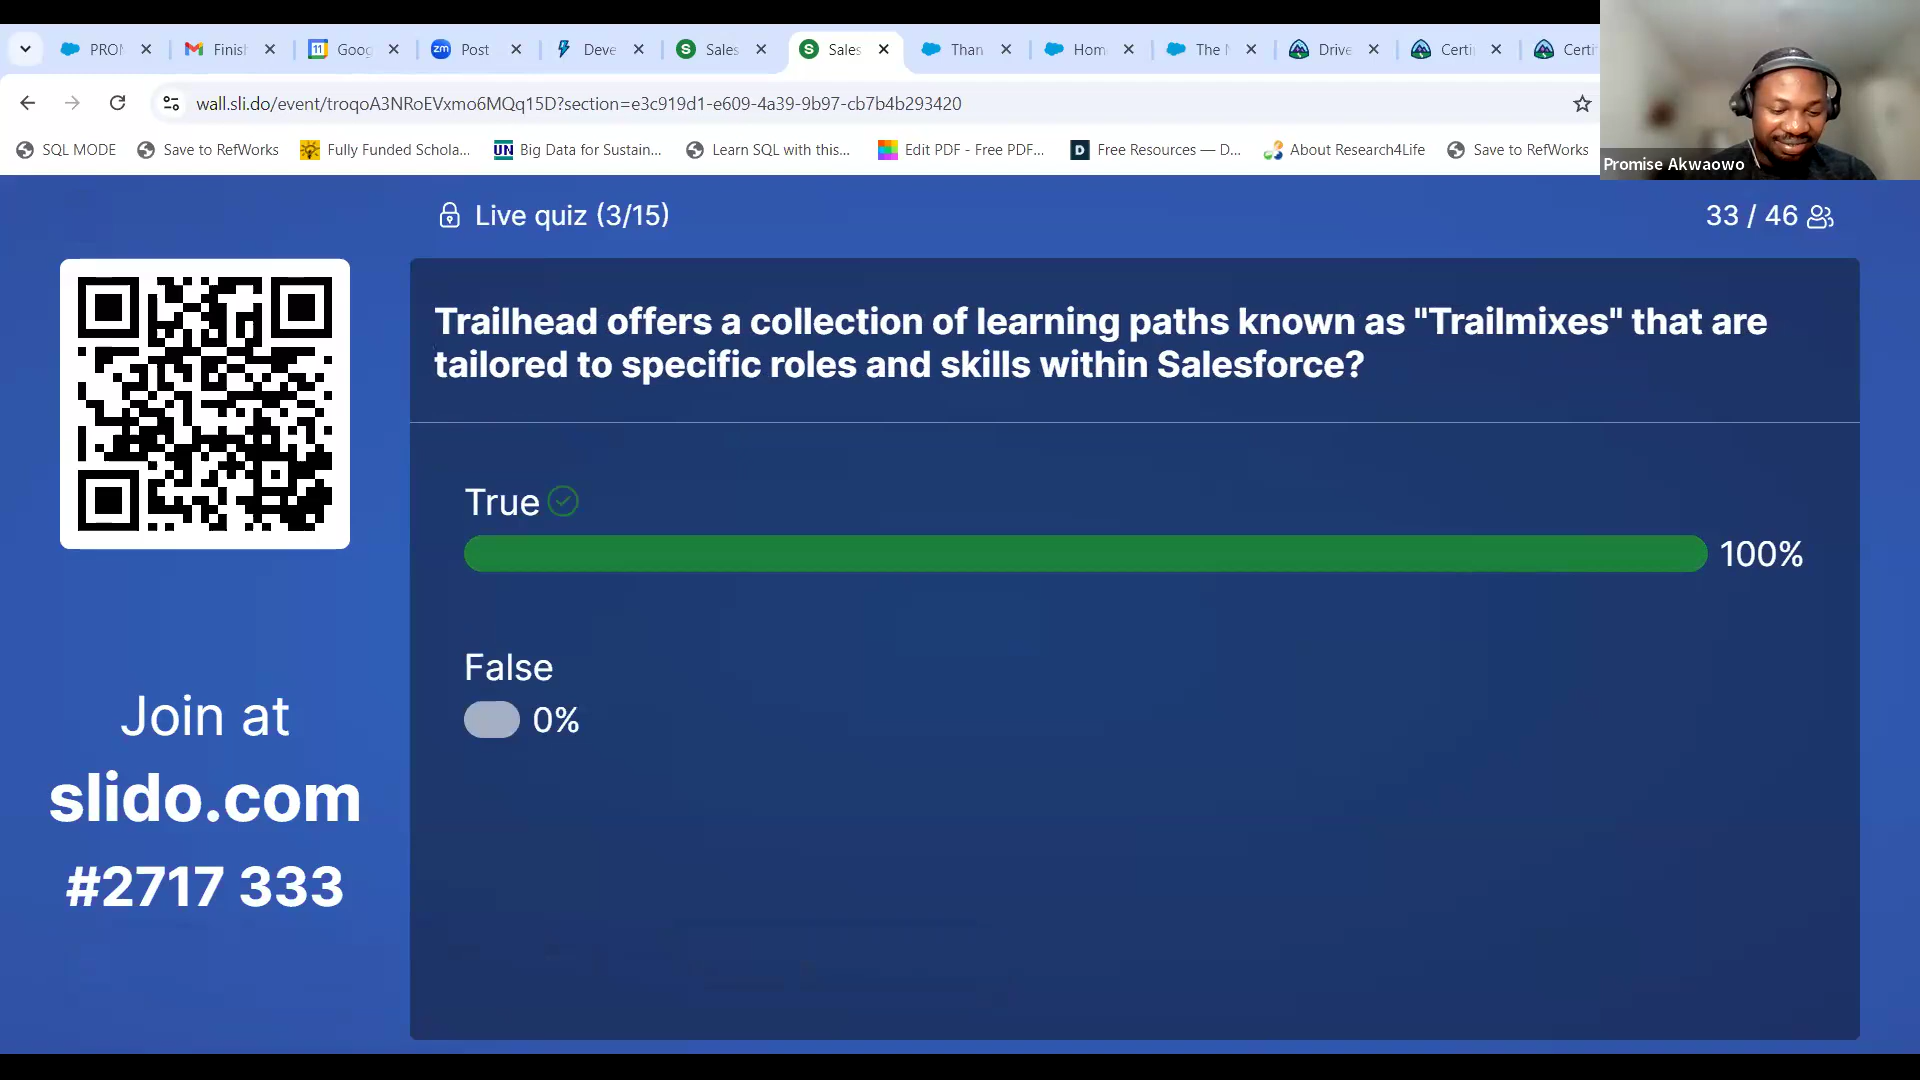 PRO
Finish
Goog
Post
Deve
Sales
Sales
Than
Hom
The
Drive
Certi
Certi
wall.sli.do/event/troqoA3NRoEVxmo6MQq15D?section=e3c919d1-e609-4a39-9b97-cb7b4b293420
SQL MODE
Save to RefWorks
Fully Funded Schola...
Big Data for Sustain...
Learn SQL with this...
Edit PDF - Free PDF...
Free Resources — D...
About Research4Life
Save to RefWorks
Promise Akwaowo
Live quiz (3/15)
33 / 46
Trailhead offers a collection of learning paths known as "Trailmixes" that are
tailored to specific roles and skills within Salesforce?
True
100%
False
0%
Join at
slido.com
#2717 333